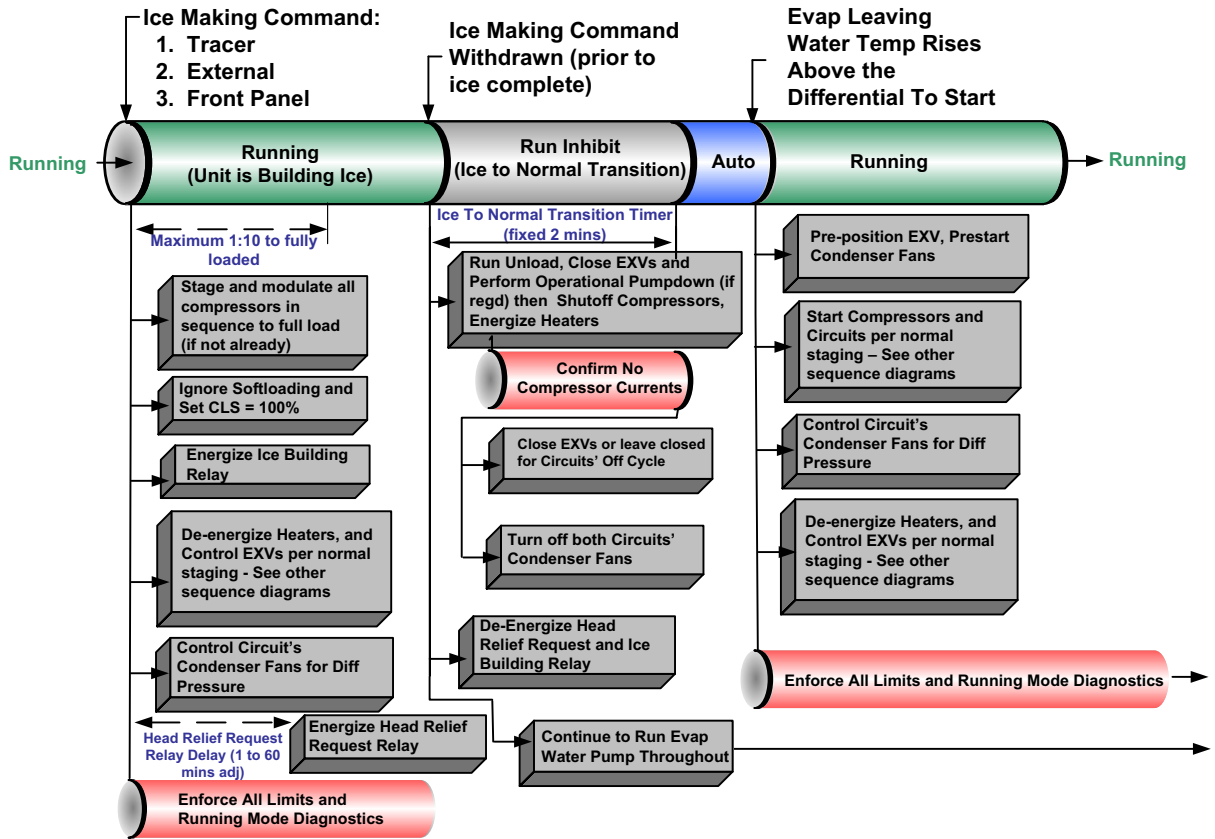 Ice Making Command:
1. Tracer
2. External
3. Front Panel
Ice Making Command
Withdrawn (prior to
ice complete)
Evap Leaving
Water Temp Rises
Above the
Differential To Start
Running
Running
(Unit is Building Ice)
Run Inhibit
(Ice to Normal Transition)
Auto
Running
Running
Maximum 1:10 to fully
loaded
Stage and modulate all
compressors in
sequence to full load
(if not already)
Ignore Softloading and
Set CLS = 100%
Energize Ice Building
Relay
De-energize Heaters, and
Control EXVs per normal
staging - See other
sequence diagrams
Control Circuit's
Condenser Fans for Diff
Pressure
Head Relief Request
Relay Delay (1 to 60
mins adj)
Energize Head Relief
Request Relay
Enforce All Limits and
Running Mode Diagnostics
Ice To Normal Transition Timer
(fixed 2 mins)
Run Unload, Close EXVs and
Perform Operational Pumpdown (if
regd) then Shutoff Compressors,
Energize Heaters
Confirm No
Compressor Currents
Close EXVs or leave closed
for Circuits' Off Cycle
Turn off both Circuits'
Condenser Fans
De-Energize Head
Relief Request and Ice
Building Relay
Continue to Run Evap
Water Pump Throughout
Pre-position EXV, Prestart
Condenser Fans
Start Compressors and
Circuits per normal
staging – See other
sequence diagrams
Control Circuit's
Condenser Fans for Diff
Pressure
De-energize Heaters, and
Control EXVs per normal
staging - See other
sequence diagrams
Enforce All Limits and Running Mode Diagnostics